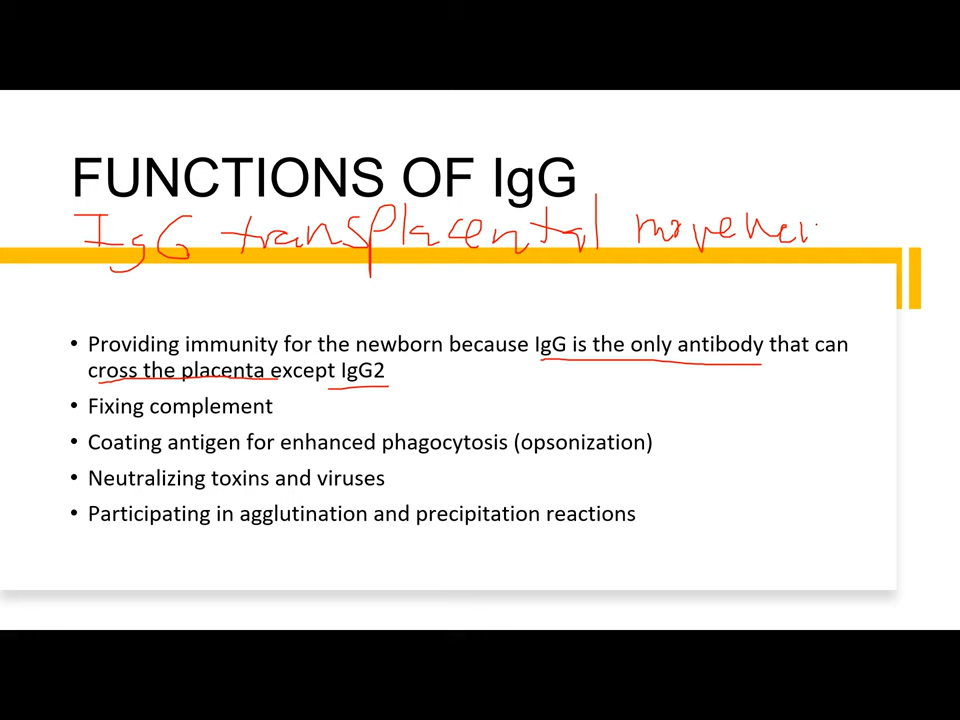 FUNCTIONS OF IgG
IgG transplacental
• Providing immunity for the newborn because IgG is the only antibody that can
cross the placenta except IgG2
• Fixing complement
• Coating antigen for enhanced phagocytosis (opsonization)
• Neutralizing toxins and viruses
• Participating in agglutination and precipitation reactions